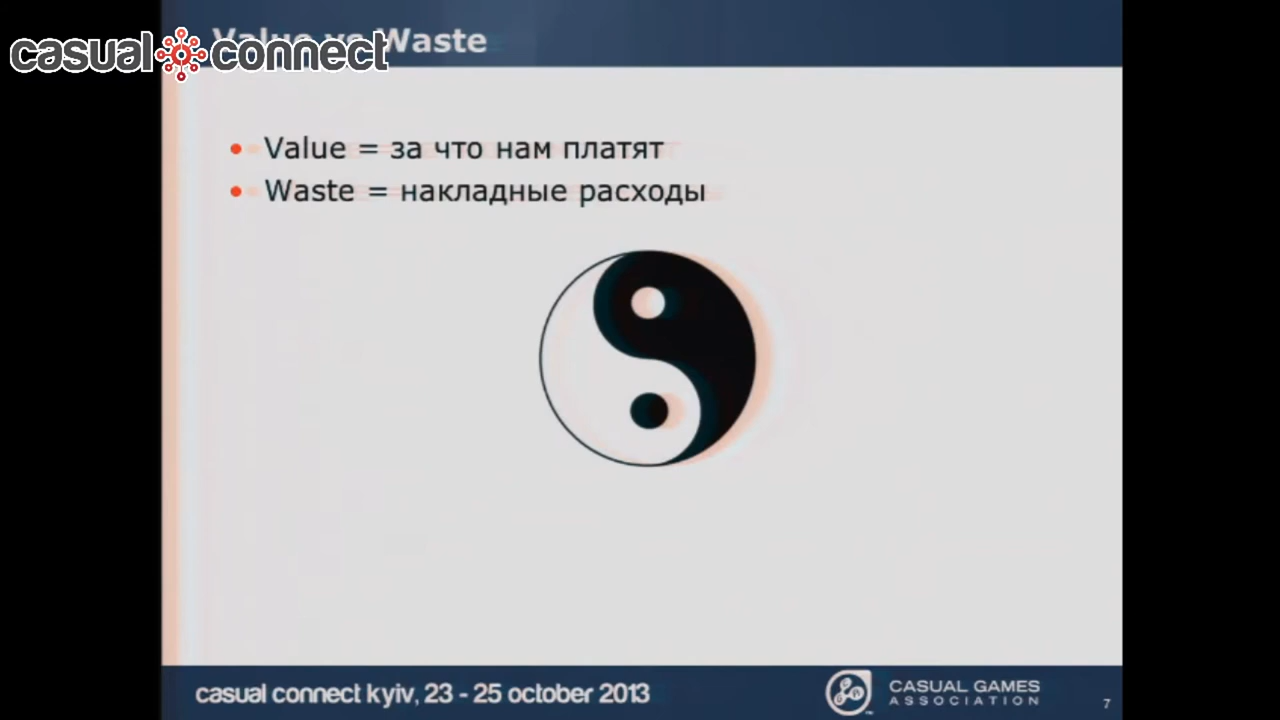 Value vs Waste
casual connect
• Value = за что нам платят
• Waste = накладные расходы
casual connect kyiv, 23 - 25 october 2013
CASUAL GAMES
ASSOCIATION
7